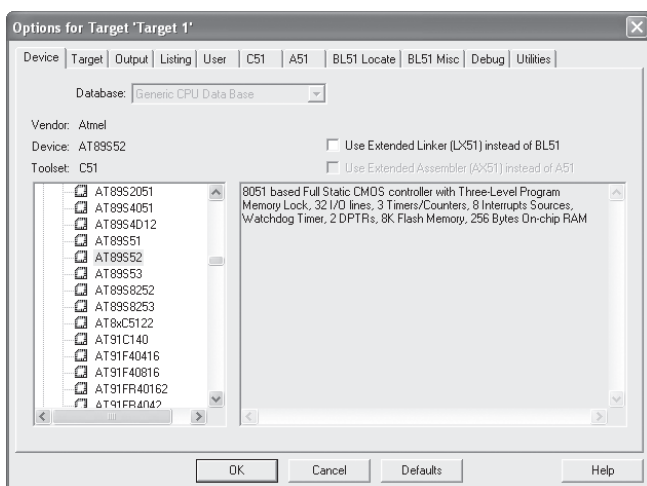 Options for Target 'Target 1'
Device Target Output Listing User C51 A51 BL51 Locate BL51 Misc Debug Utilities
Database: Generic CPU Data Base
Vendor: Atmel
Device: AT89S52
Toolset: C51
Use Extended Linker (LX51) instead of BL51
Use Extended Assembler (AX51) instead of A51
AT89S2051
AT89S4051
AT89S4D12
AT89S51
AT89S52
AT89S53
AT89S8252
AT89S8253
AT8xC5122
AT91C140
AT91F40416
AT91F40816
AT91FR40162
AT91FR4042
8051 based Full Static CMOS controller with Three-Level Program
Memory Lock, 32 I/O lines, 3 Timers/Counters, 8 Interrupts Sources,
Watchdog Timer, 2 DPTRs, 8K Flash Memory, 256 Bytes On-chip RAM
OK Cancel Defaults Help